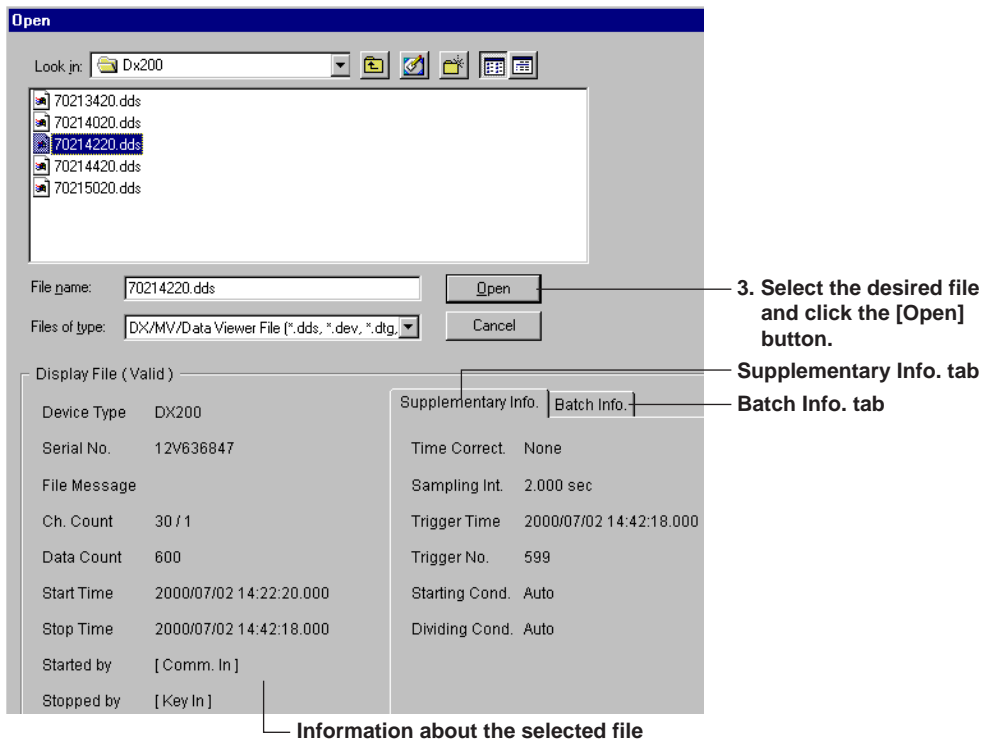 Open
Look in: Dx200
70213420.dds
70214020.dds
70214220.dds
70214420.dds
70215020.dds
File name: 70214220.dds Open
Files of type: DX/MV/Data Viewer File (*.dds, *.dev, *.dtg, Cancel
3. Select the desired file
and click the [Open]
button.
Supplementary Info. tab
Batch Info. tab
Display File ( Valid )
Device Type DX200
Serial No. 12V636847
File Message
Ch. Count 30 / 1
Data Count 600
Start Time 2000/07/02 14:22:20.000
Stop Time 2000/07/02 14:42:18.000
Started by [ Comm. In ]
Stopped by [ Key In ]
Supplementary Info. Batch Info.
Time Correct. None
Sampling Int. 2.000 sec
Trigger Time 2000/07/02 14:42:18.000
Trigger No. 599
Starting Cond. Auto
Dividing Cond. Auto
Information about the selected file